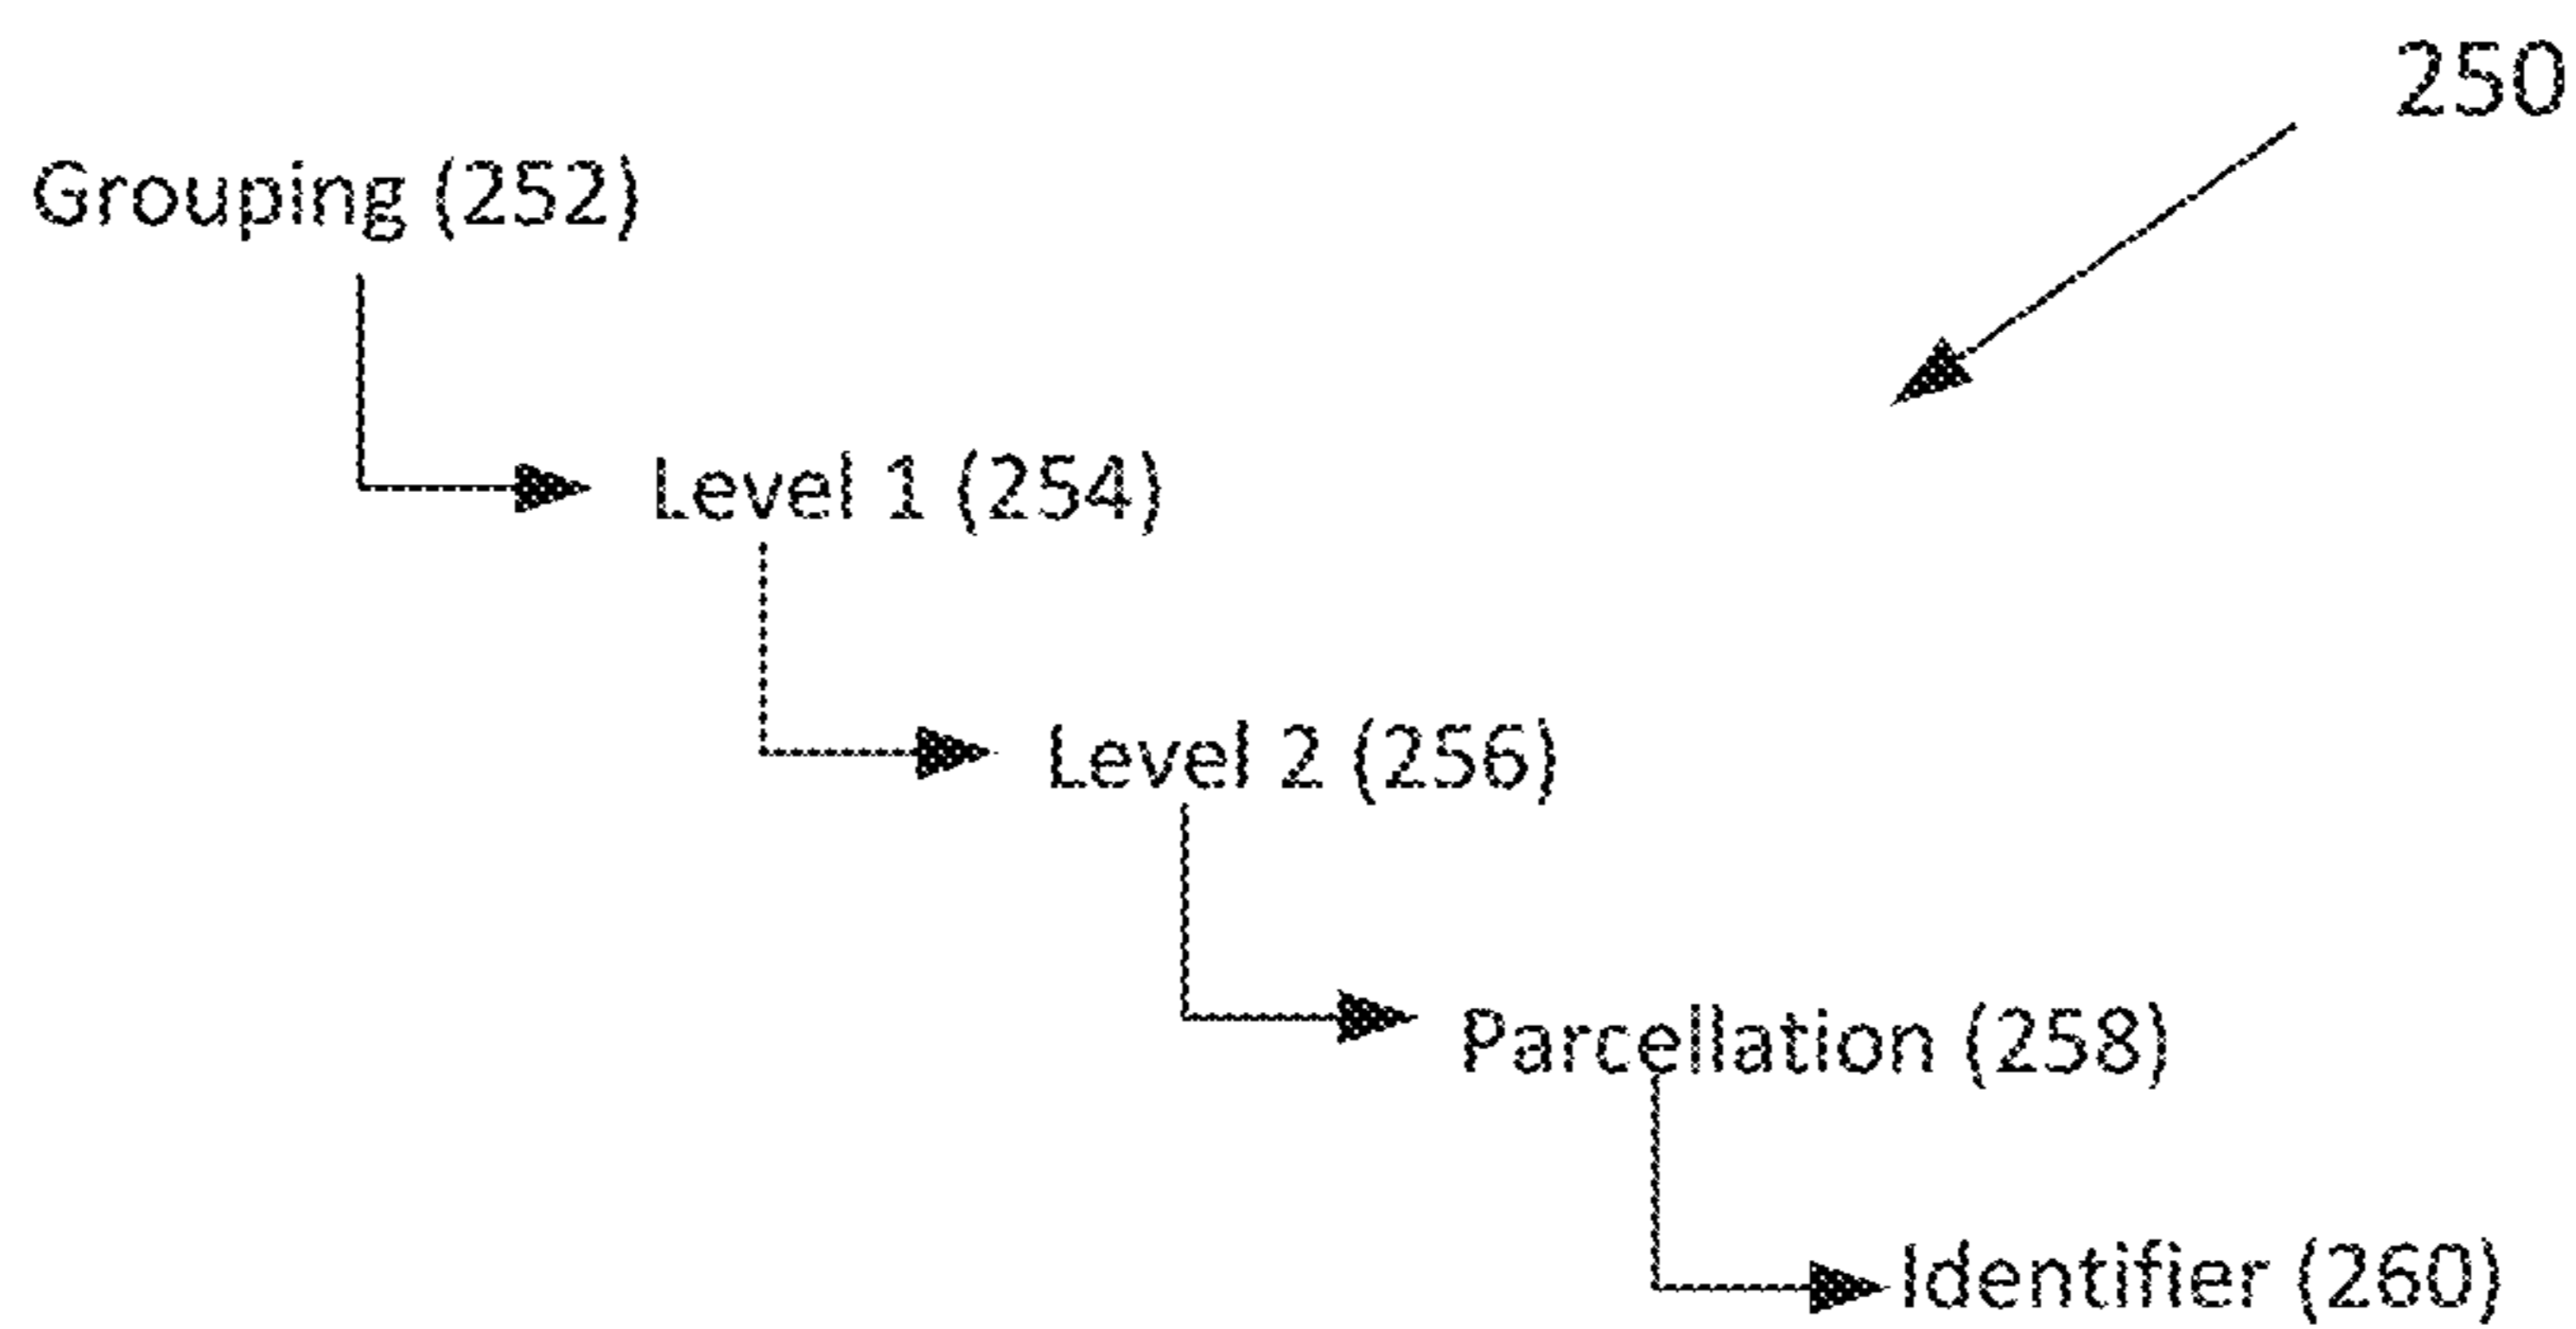 250
Grouping (252)
Level 1 (254)
Level 2 (256)
Parcellation (258)
Identifier (260)